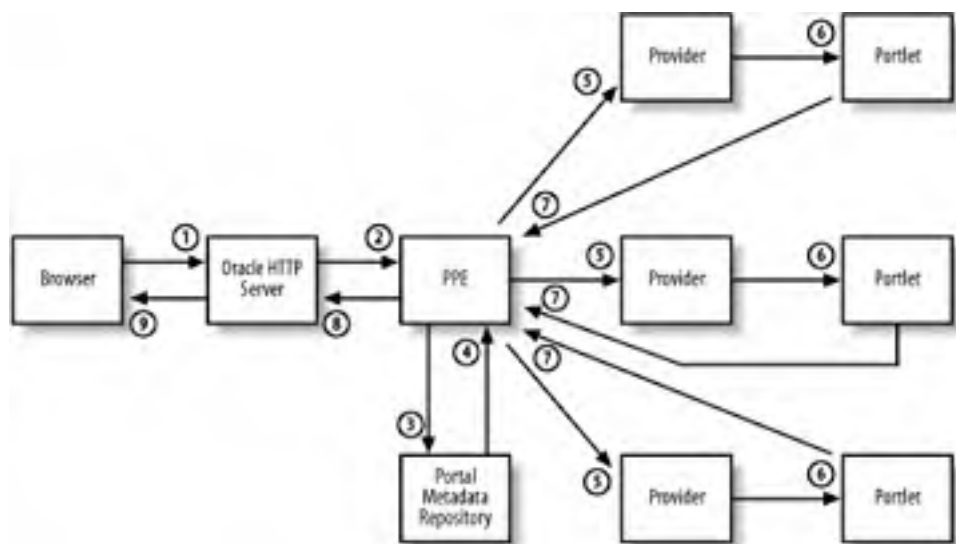 Provider
6
Portlet
5
7
1
2
5
6
Browser
Oracle HTTP
Server
PPE
Provider
Portlet
9
8
7
4
7
3
6
5
Portal
Metadata
Repository
Provider
Portlet